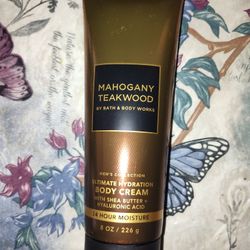 MAHOGANY
TEAKWOOD
BY BATH & BODY WORKS
MEN'S COLLECTION
ULTIMATE HYDRATION
BODY CREAM
WITH SHEA BUTTER +
HYALURONIC ACID
24 HOUR MOISTURE
8 OZ / 226 g